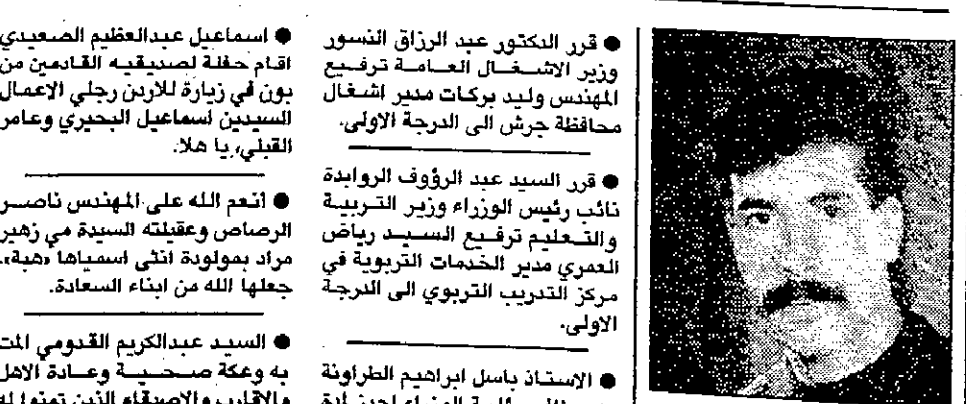 ● قرر الدكتور عبد الرزاق النسور
وزير الاشغال العامة ترفيع
المهندس وليد بركات مدير اشغال
محافظة جرش الى الدرجة الاولى.
● قرر السيد عبد الرؤوف الروابدة
نائب رئيس الوزراء وزير التربية
والتعليم ترفيع السيد رياض
العمري مدير الخدمات التربوية في
مركز التدريب التربوي الى الدرجة
الاولى.
● الاستاذ باسل ابراهيم الطراونة
● اسماعيل عبدالعظيم الصعيدي
اقام حفلة لصديقيه القادمين من
بون في زيارة للاردن رجلي الاعمال
السيدين اسماعيل البحيري وعامر
القبلي، يا هلا.
● انعم الله على المهندس ناصر
الرصاص وعقيلته السيدة مي زهير
مراد بمولودة انثى اسمياها «هبة».
جعلها الله من ابناء السعادة.
● السيد عبدالكريم القدومي المت
به وعكة صحية وعادة الاهل
والاقارب والاصدقاء الذين تمنوا له